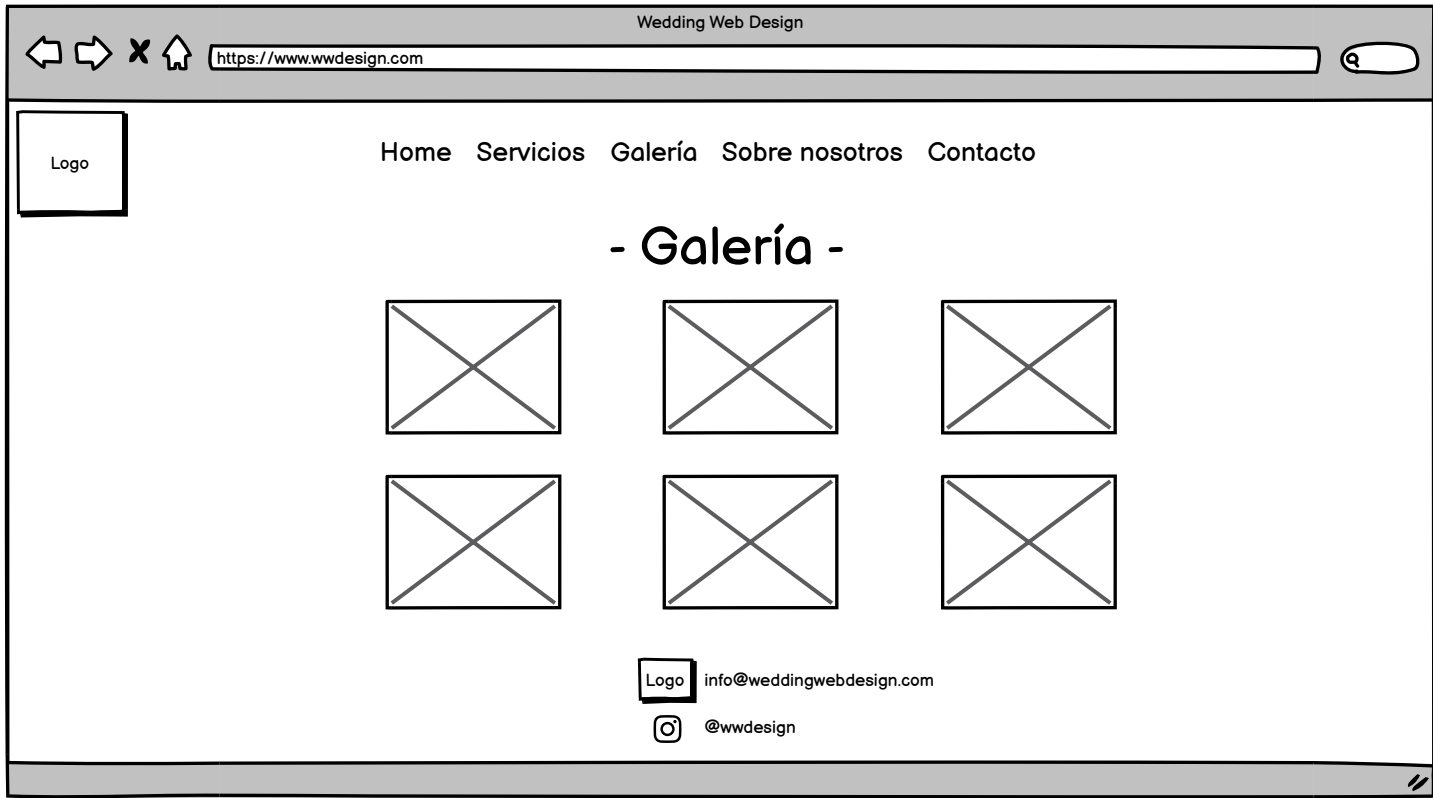 Wedding Web Design
https://www.wwdesign.com
Logo
Home Servicios Galería Sobre nosotros Contacto
- Galería -
Logo info@weddingwebdesign.com
@wwdesign